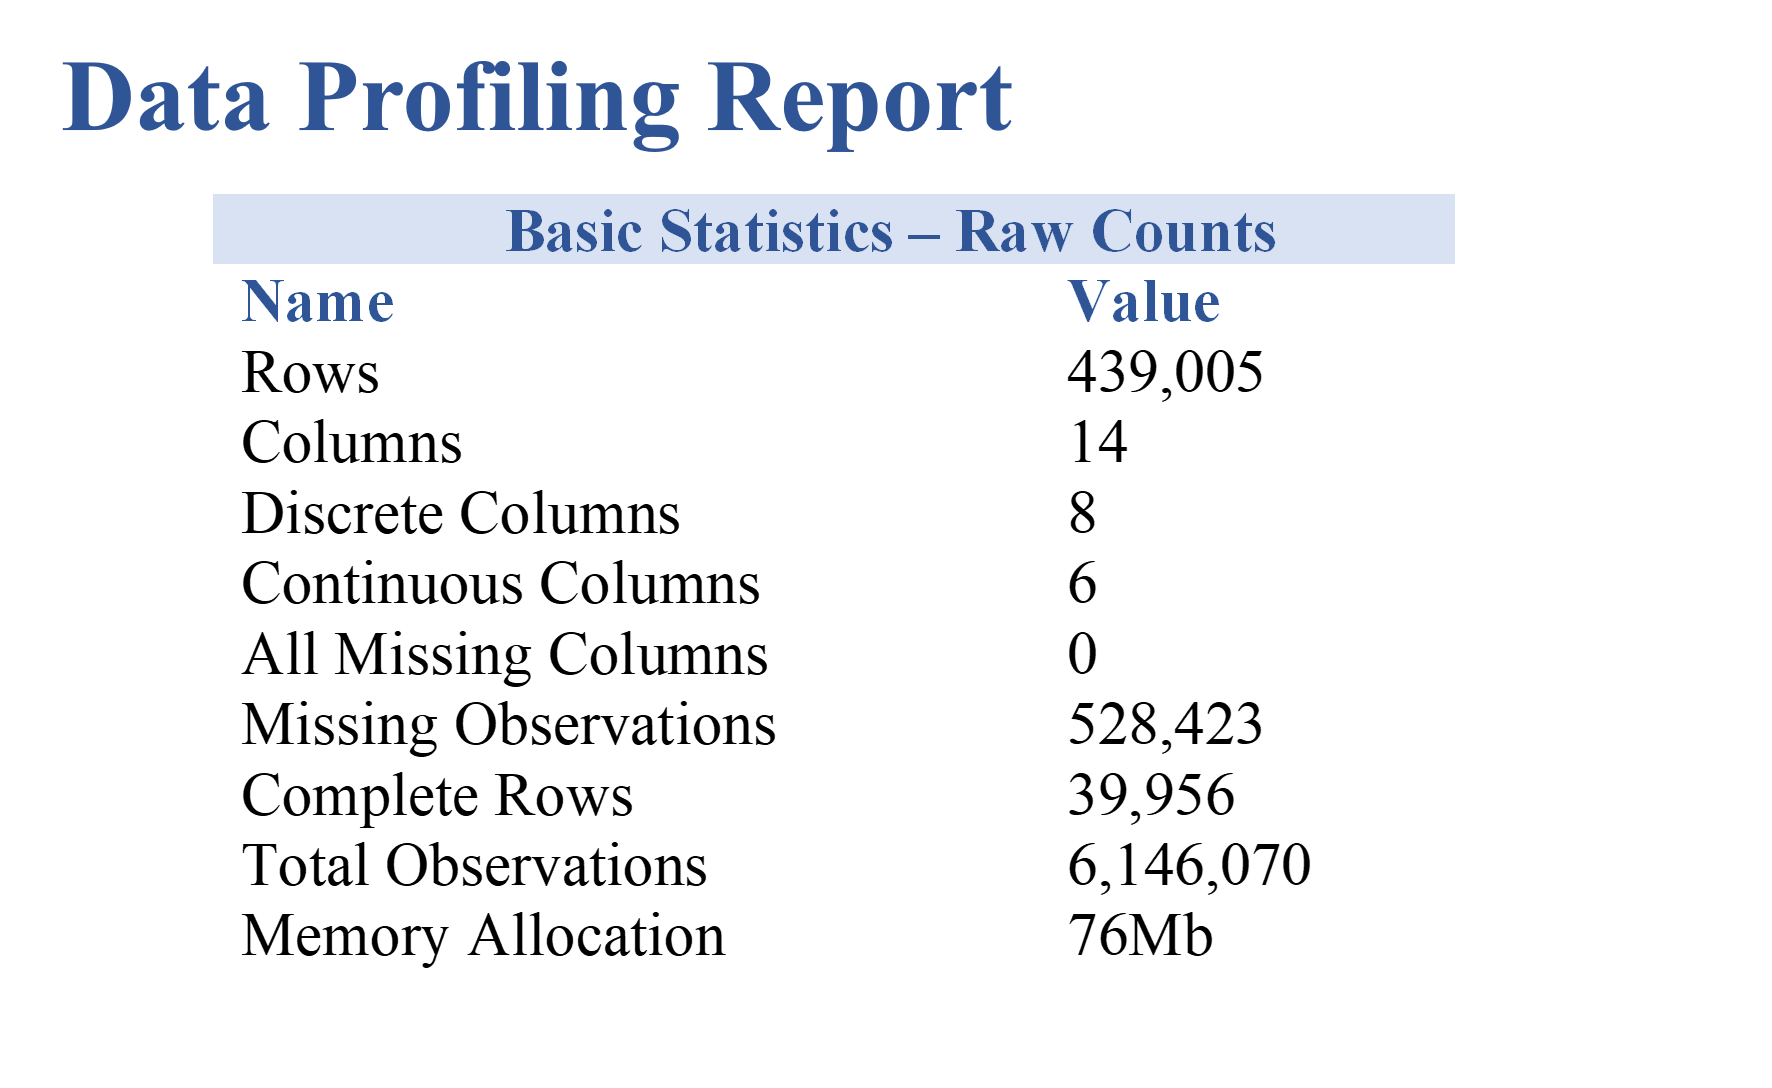 Data Profiling Report
Basic Statistics – Raw Counts
Name Value
Rows 439,005
Columns 14
Discrete Columns 8
Continuous Columns 6
All Missing Columns 0
Missing Observations 528,423
Complete Rows 39,956
Total Observations 6,146,070
Memory Allocation 76Mb